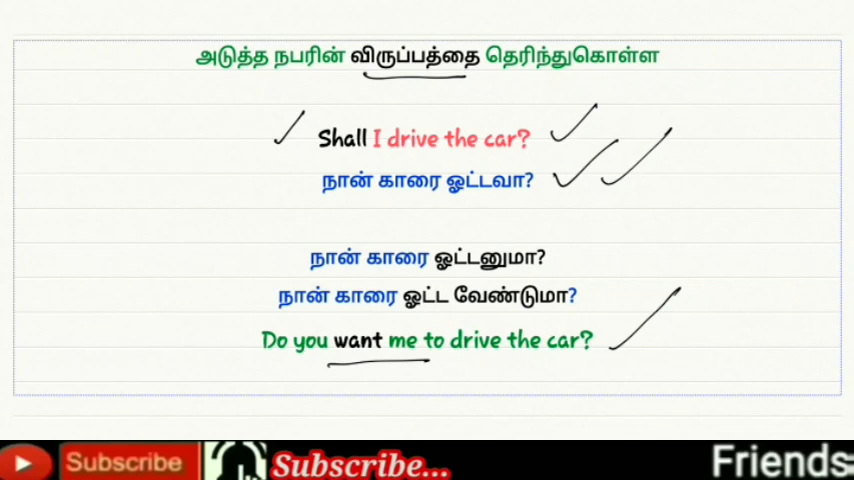 அடுத்த நபரின் விருப்பத்தை தெரிந்துகொள்ள
Shall I drive the car?
நான் காரை ஓட்டவா?
நான் காரை ஓட்டனுமா?
நான் காரை ஓட்ட வேண்டுமா?
Do you want me to drive the car?
Subscribe Subscribe... Friends